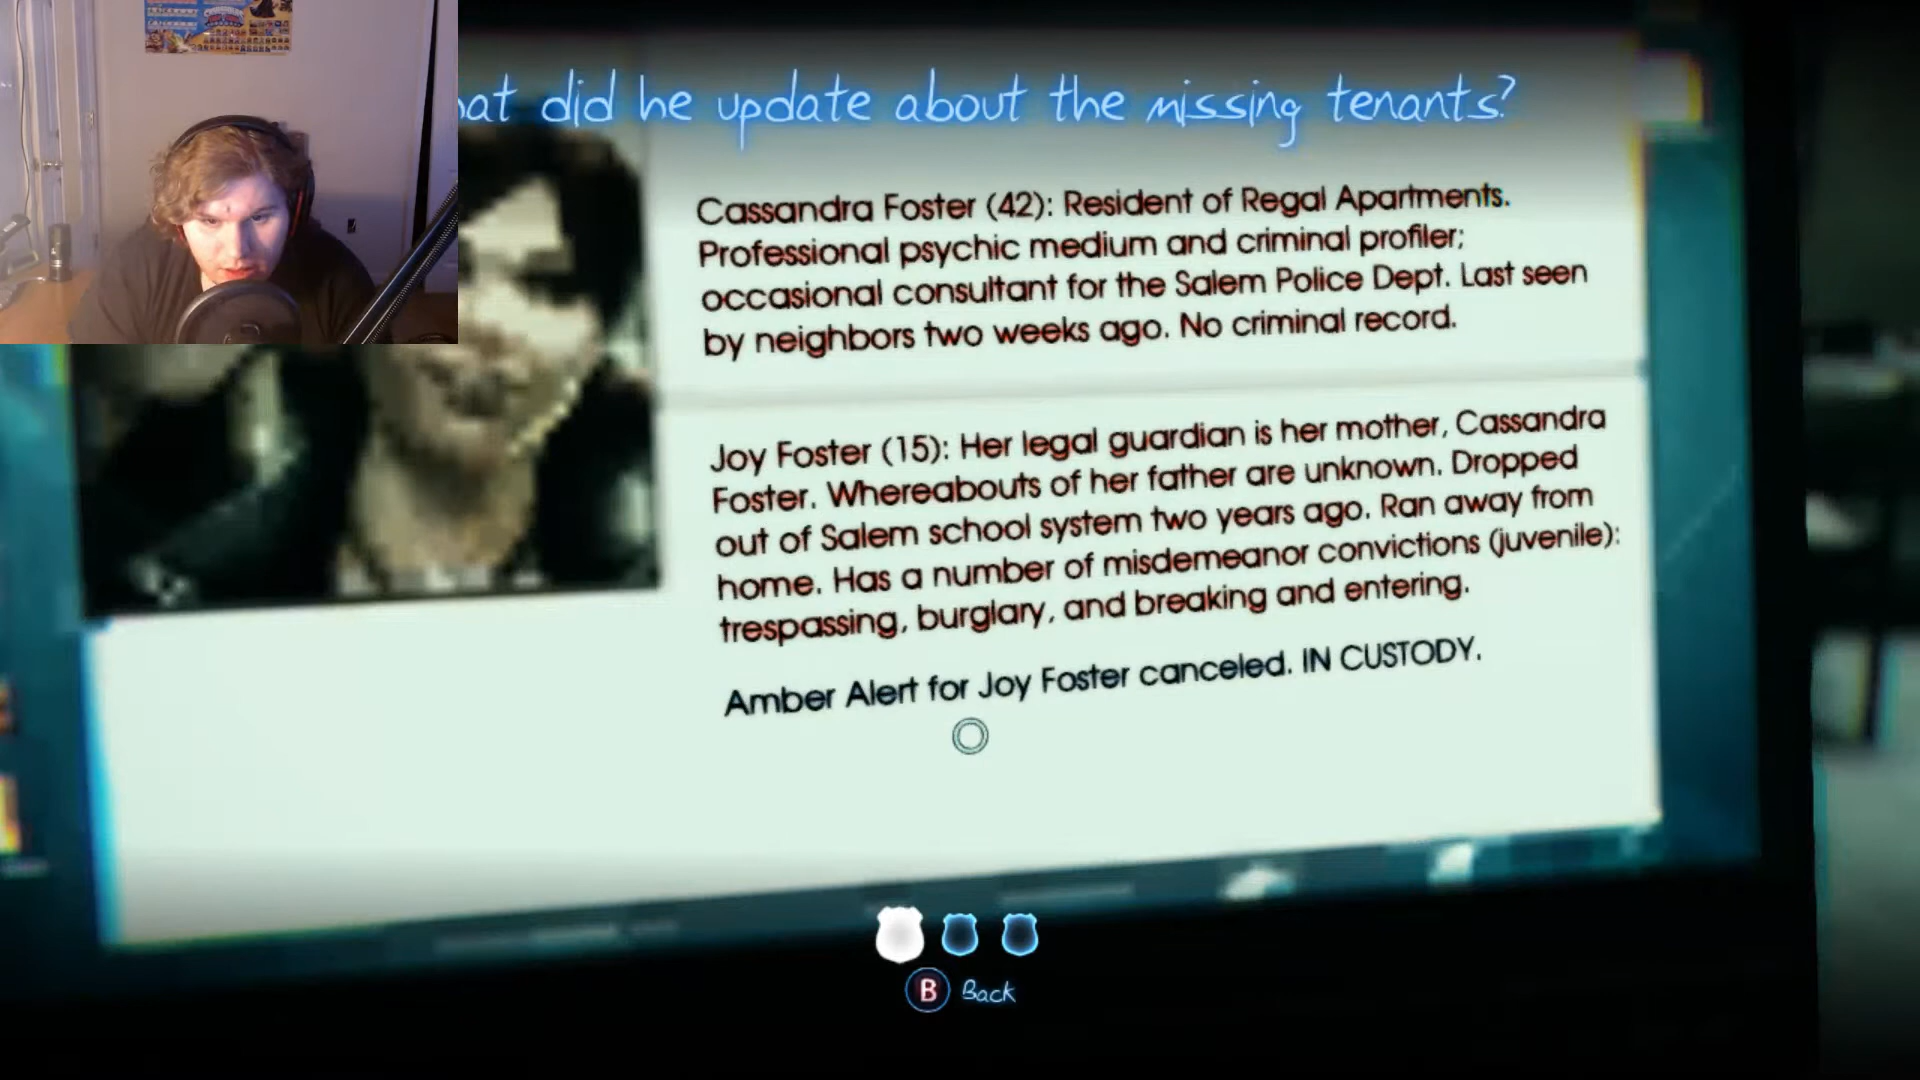 did he update about the missing tenants?
Cassandra Foster (42): Resident of Regal Apartments.
Professional psychic medium and criminal profiler;
occasional consultant for the Salem Police Dept. Last seen
by neighbors two weeks ago. No criminal record.
Joy Foster (15): Her legal guardian is her mother, Cassandra
Foster. Whereabouts of her father are unknown. Dropped
out of Salem school system two years ago. Ran away from
home. Has a number of misdemeanor convictions (juvenile):
trespassing, burglary, and breaking and entering.
Amber Alert for Joy Foster canceled. IN CUSTODY.
B Back